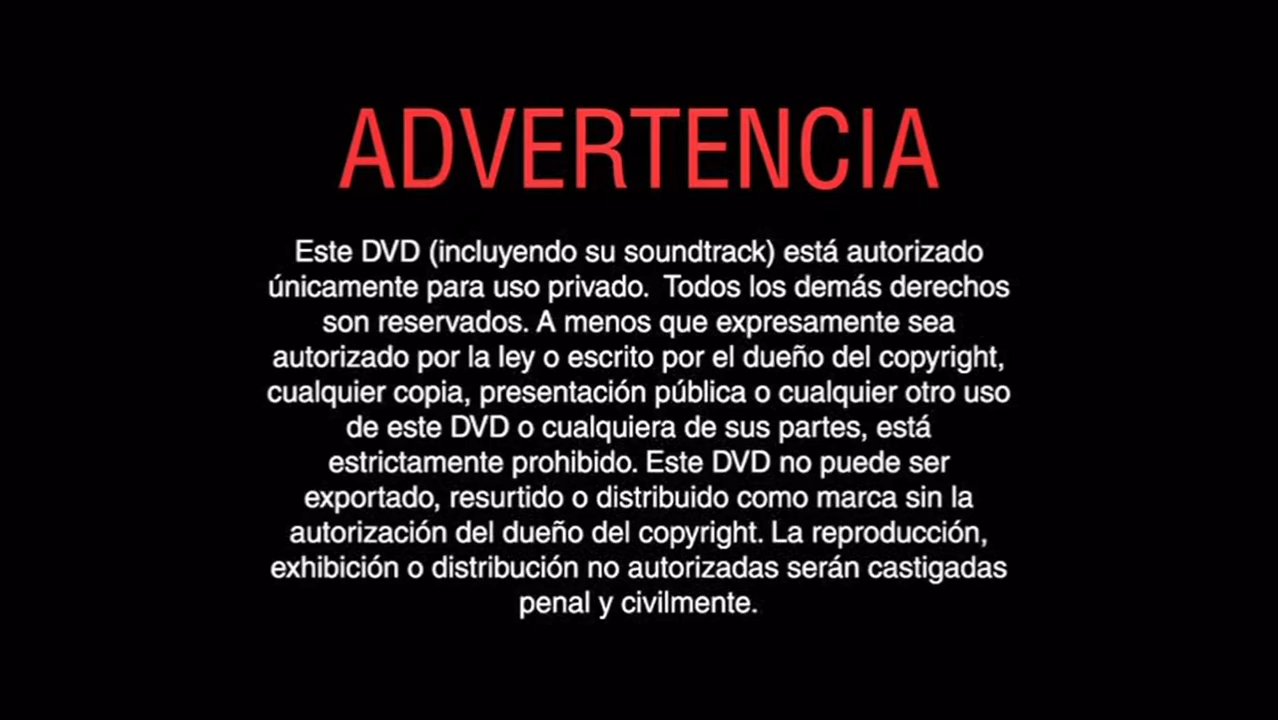 ADVERTENCIA
Este DVD (incluyendo su soundtrack) está autorizado
únicamente para uso privado.  Todos los demás derechos
son reservados. A menos que expresamente sea
autorizado por la ley o escrito por el dueño del copyright,
cualquier copia, presentación pública o cualquier otro uso
de este DVD o cualquiera de sus partes, está
estrictamente prohibido. Este DVD no puede ser
exportado, resurtido o distribuido como marca sin la
autorización del dueño del copyright. La reproducción,
exhibición o distribución no autorizadas serán castigadas
penal y civilmente.